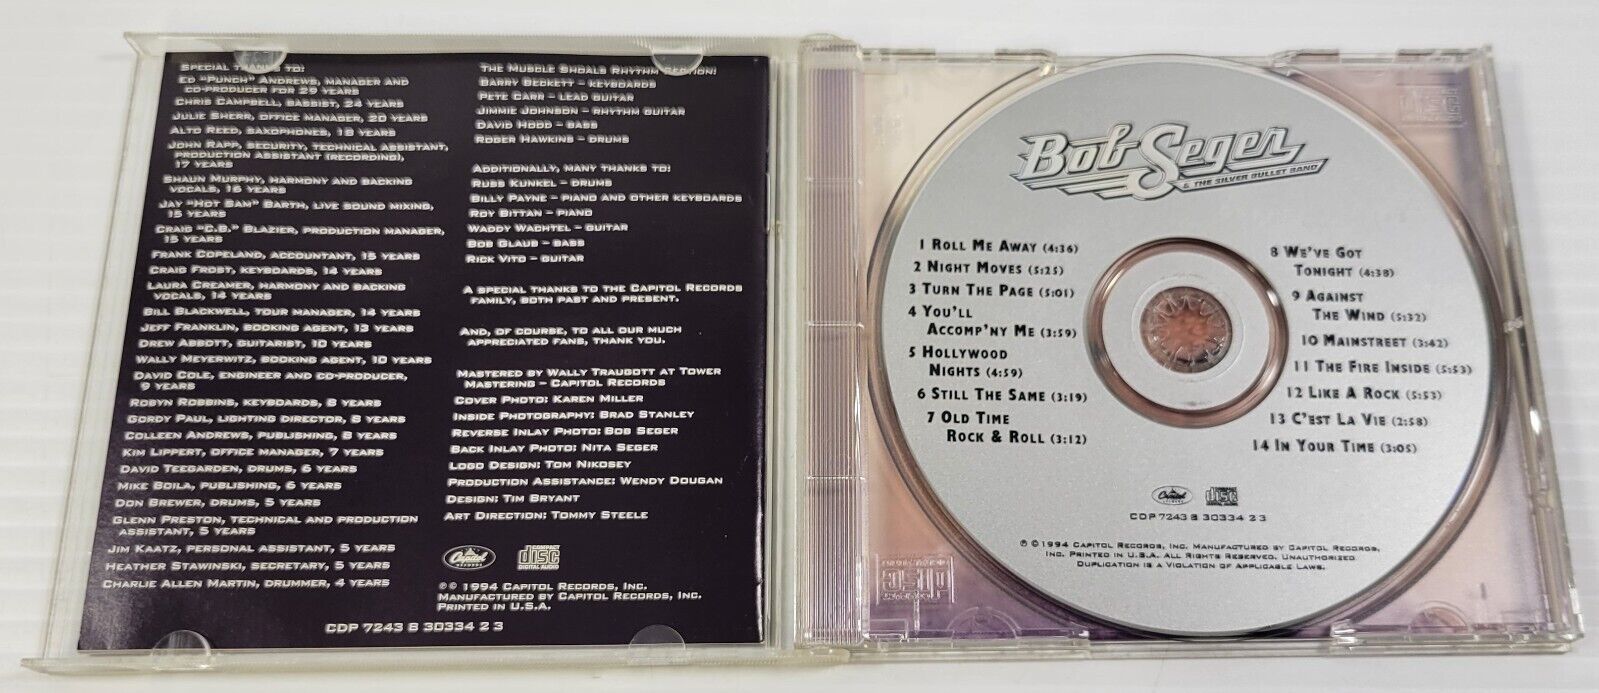 Special Thanks to:
Ed "Punch" Andrews, manager and
co-producer for 29 years
Chris Campbell, bassist, 24 years
Julie Sherr, office manager, 20 years
Alto Reed, saxophones, 18 years
John Rapp, security, technical assistant,
production assistant (recording),
17 years
Shaun Murphy, harmony and backing
vocals, 16 years
Jay "Hot Sam" Barth, live sound mixing,
15 years
Craig "C.B." Blazier, production manager,
15 years
Frank Copeland, accountant, 15 years
Craig Frost, keyboards, 14 years
Laura Creamer, harmony and backing
vocals, 14 years
Bill Blackwell, tour manager, 14 years
Jeff Franklin, booking agent, 13 years
Drew Abbott, guitarist, 10 years
Wally Meyerwitz, booking agent, 10 years
David Cole, engineer and co-producer,
9 years
Robyn Robbins, keyboards, 8 years
Gordy Paul, lighting director, 8 years
Colleen Andrews, publishing, 8 years
Kim Lippert, office manager, 7 years
David Teegarden, drums, 6 years
Mike Boila, publishing, 6 years
Don Brewer, drums, 5 years
Glenn Preston, technical and production
assistant, 5 years
Jim Kaatz, personal assistant, 5 years
Heather Stawinski, secretary, 5 years
Charlie Allen Martin, drummer, 4 years
The Muscle Shoals Rhythm Section:
Barry Beckett – keyboards
Pete Carr – lead guitar
Jimmie Johnson – rhythm guitar
David Hood – bass
Roger Hawkins – drums
Additionally, many thanks to:
Russ Kunkel – drums
Billy Payne – piano and other keyboards
Roy Bittan – piano
Waddy Wachtel – guitar
Bob Glaub – bass
Rick Vito – guitar
A special thanks to the Capitol Records
family, both past and present.
And, of course, to all our much
appreciated fans, thank you.
Mastered by Wally Traugott at Tower
Mastering – Capitol Records
Cover Photo: Karen Miller
Inside Photography: Brad Stanley
Reverse Inlay Photo: Bob Seger
Back Inlay Photo: Nita Seger
Logo Design: Tom Nikosey
Production Assistance: Wendy Dougan
Design: Tim Bryant
Art Direction: Tommy Steele
Capitol Records
COMPACT disc DIGITAL AUDIO
℗© 1994 Capitol Records, Inc.
Manufactured by Capitol Records, Inc.
Printed in U.S.A.
CDP 7243 8 30334 2 3
Bob Seger
& THE SILVER BULLET BAND
1 Roll Me Away (4:36)
2 Night Moves (5:25)
3 Turn The Page (5:01)
4 You'll
Accomp'ny Me (3:59)
5 Hollywood
Nights (4:59)
6 Still The Same (3:19)
7 Old Time
Rock & Roll (3:12)
8 We've Got
Tonight (4:38)
9 Against
The Wind (5:32)
10 Mainstreet (3:42)
11 The Fire Inside (5:53)
12 Like A Rock (5:53)
13 C'est La Vie (2:58)
14 In Your Time (3:05)
Capitol
COMPACT disc DIGITAL AUDIO
CDP 7243 8 30334 2 3
℗ © 1994 Capitol Records, Inc. Manufactured by Capitol Records,
Inc. Printed in U.S.A. All Rights Reserved. Unauthorized
Duplication is a Violation of Applicable Laws.
disc
disc